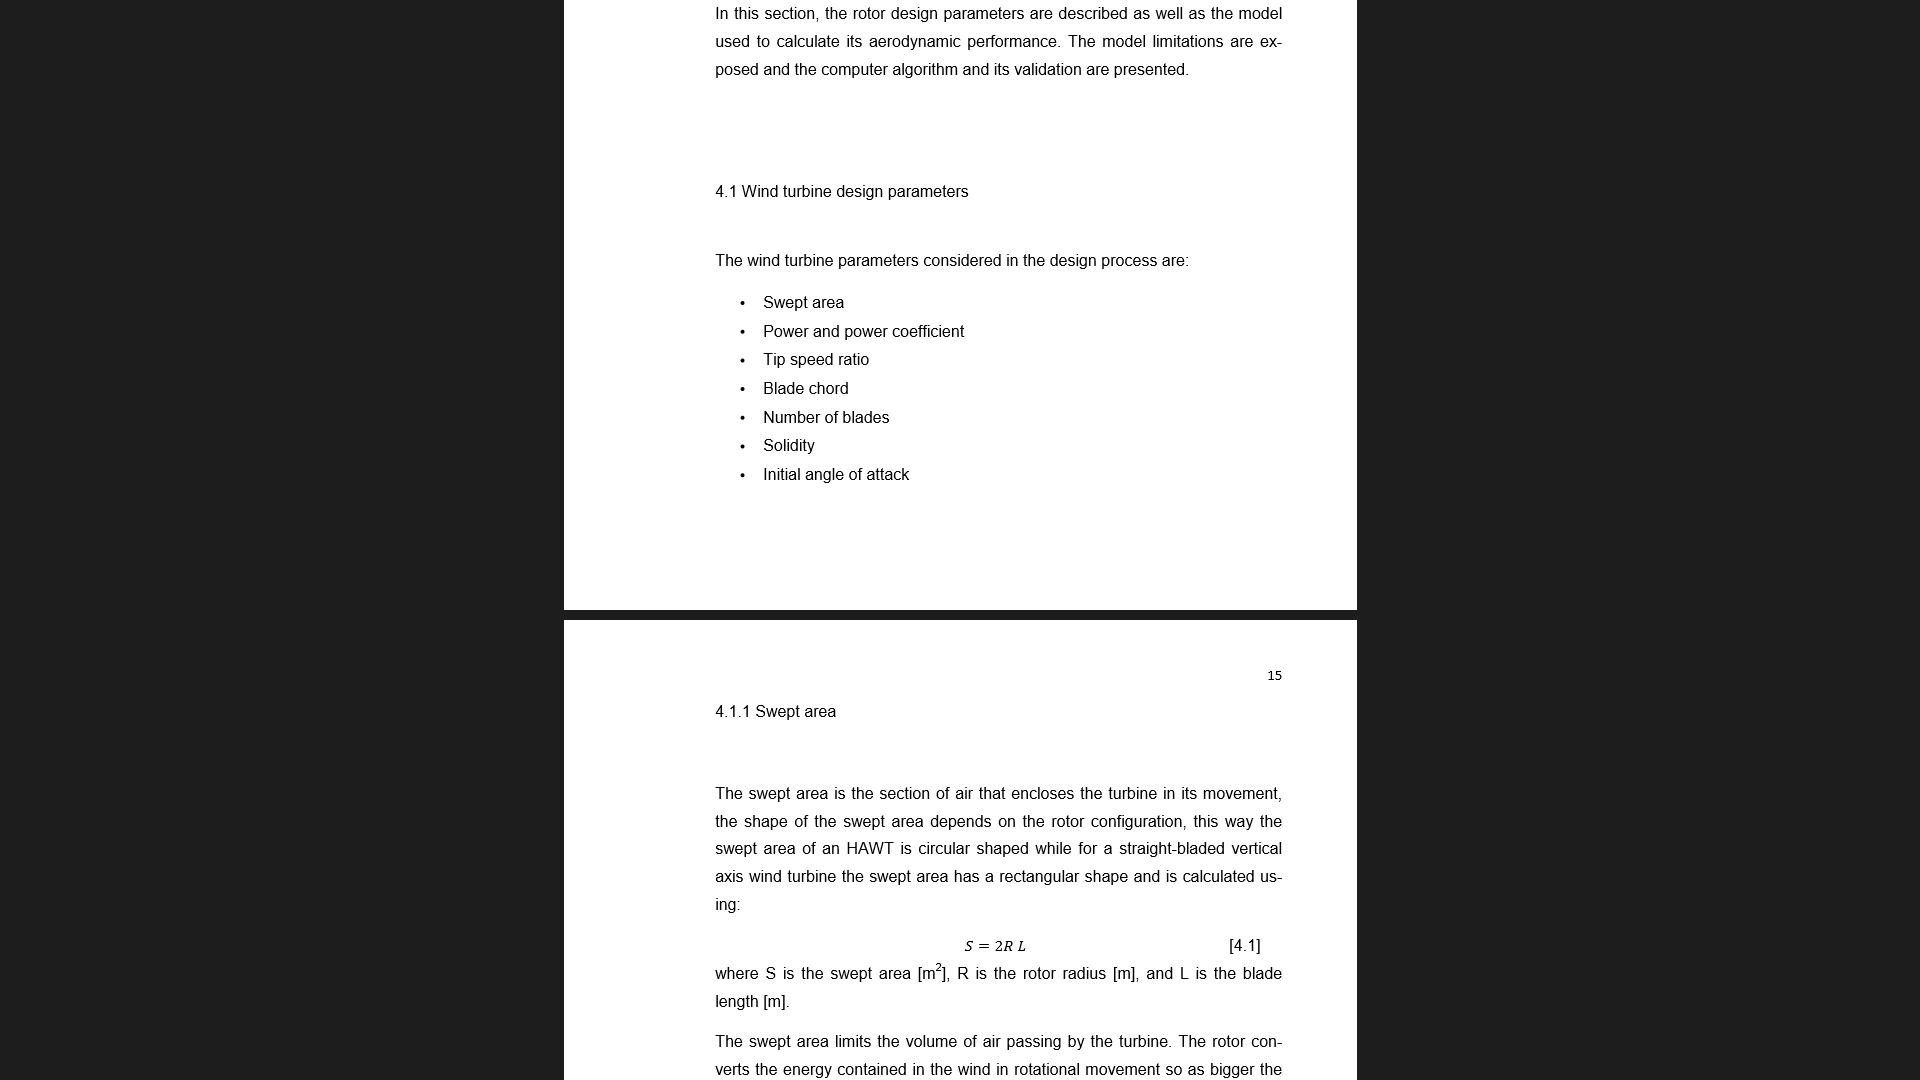 In this section, the rotor design parameters are described as well as the model
used to calculate its aerodynamic performance. The model limitations are ex-
posed and the computer algorithm and its validation are presented.
4.1 Wind turbine design parameters
The wind turbine parameters considered in the design process are:
• Swept area
• Power and power coefficient
• Tip speed ratio
• Blade chord
• Number of blades
• Solidity
• Initial angle of attack
15
4.1.1 Swept area
The swept area is the section of air that encloses the turbine in its movement,
the shape of the swept area depends on the rotor configuration, this way the
swept area of an HAWT is circular shaped while for a straight-bladed vertical
axis wind turbine the swept area has a rectangular shape and is calculated us-
ing:
S = 2R L [4.1]
where S is the swept area [m²], R is the rotor radius [m], and L is the blade
length [m].
The swept area limits the volume of air passing by the turbine. The rotor con-
verts the energy contained in the wind in rotational movement so as bigger the